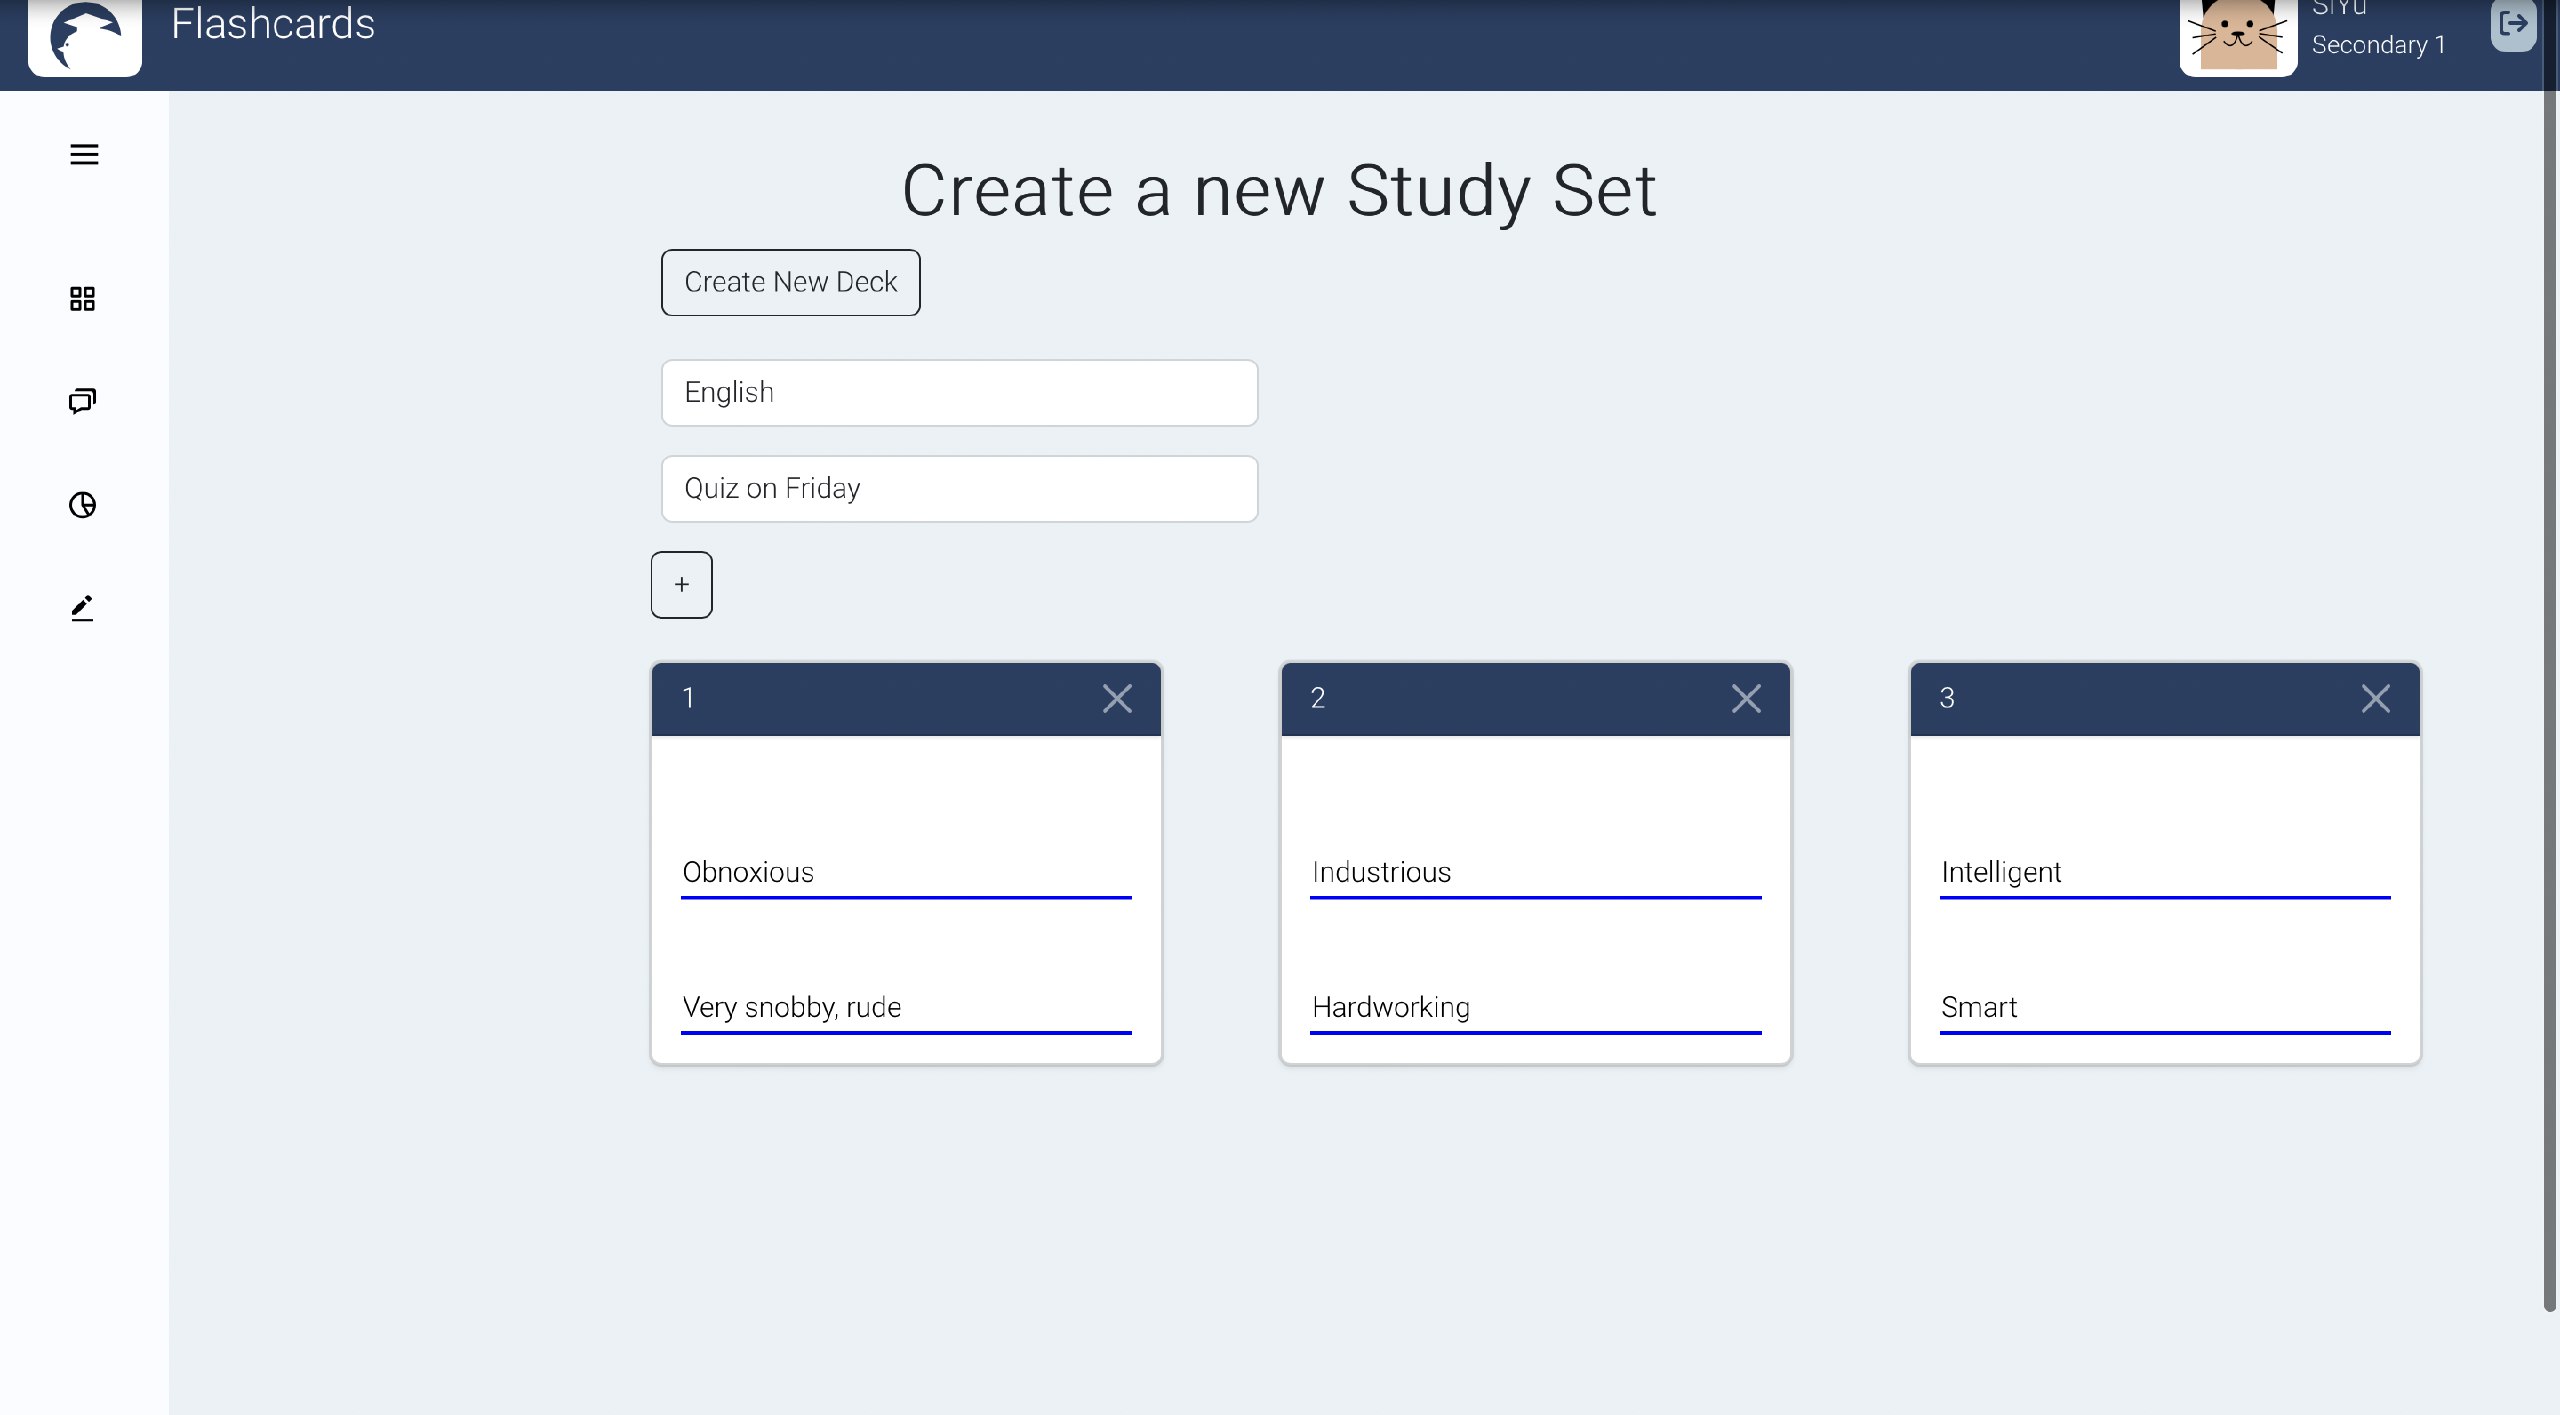 Flashcards
SiYu
Secondary 1
Create a new Study Set
Create New Deck
English
Quiz on Friday
+
1
2
3
Obnoxious
Industrious
Intelligent
Very snobby, rude
Hardworking
Smart